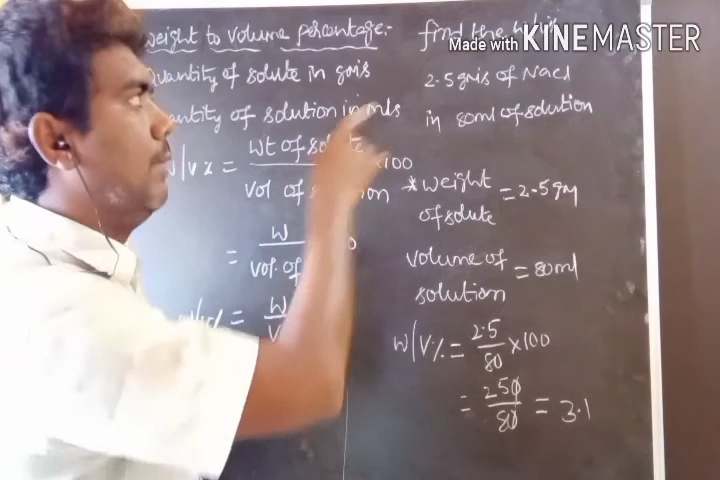 weight to volume percentage:-
Quantity of solute in gms
Quantity of solution in mls
W/V % = Wt of solute
× 100
vol. of solution
= W
vol. of
= W
V
find the W/V%
2.5 gms of Nacl
in 80ml of solution
* weight of solute = 2.5 gm
volume of solution = 80 ml
W/V% = 2.5/80 × 100
= 250/80 = 3.1
Made with KINEMASTER